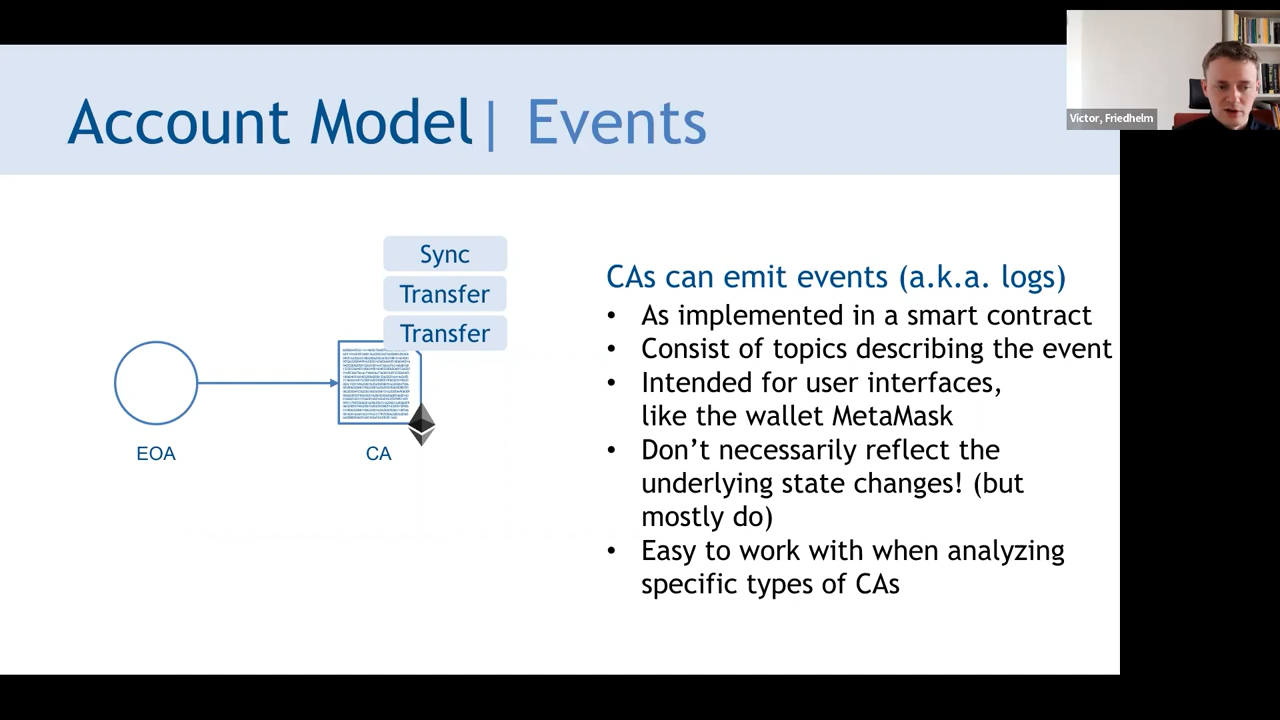 Account Model| Events
Victor, Friedhelm
Sync
Transfer
Transfer
EOA
CA
CAs can emit events (a.k.a. logs)
• As implemented in a smart contract
• Consist of topics describing the event
• Intended for user interfaces,
like the wallet MetaMask
• Don’t necessarily reflect the
underlying state changes! (but
mostly do)
• Easy to work with when analyzing
specific types of CAs